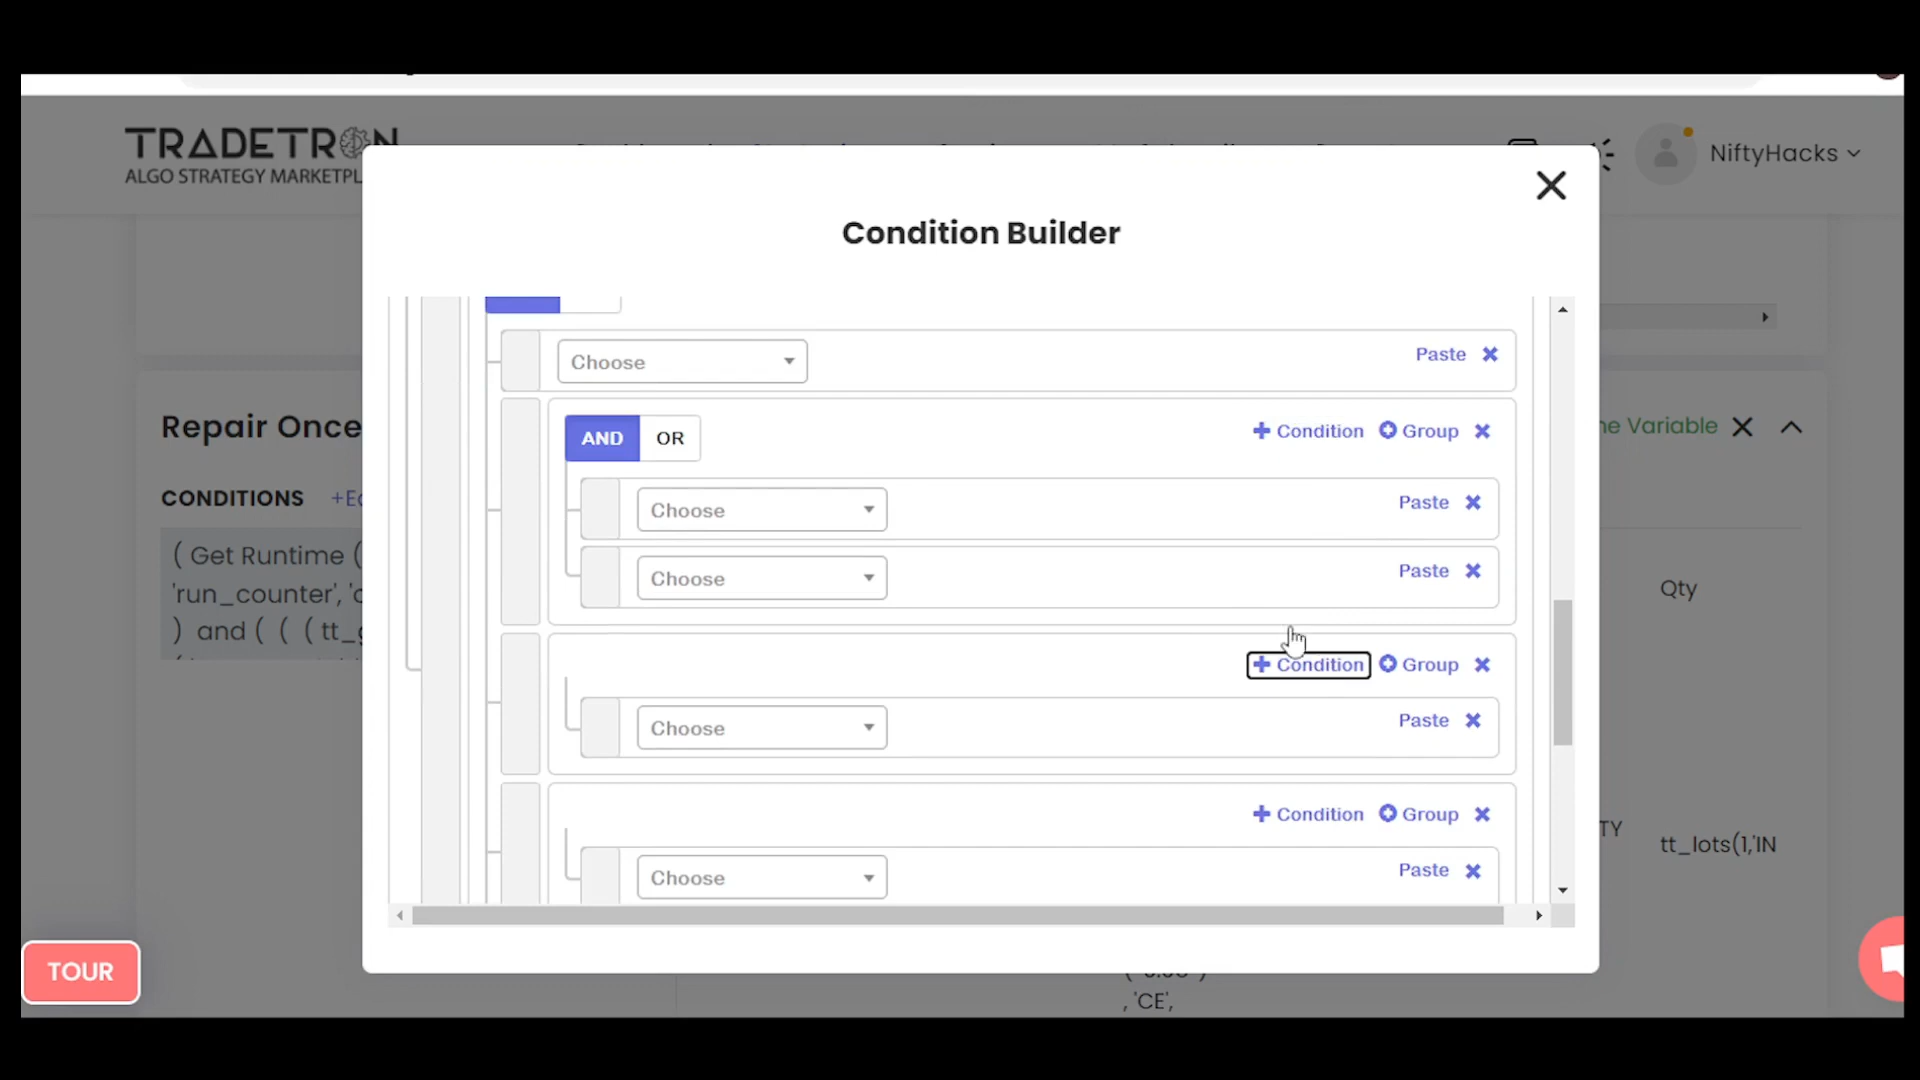 TRADETRON
ALGO STRATEGY MARKETPL
NiftyHacks
Condition Builder
Choose
Paste
AND OR
+ Condition Group
Choose
Paste
Choose
Paste
+ Condition Group
Choose
Paste
+ Condition Group
Choose
Paste
Repair Once
ne Variable
CONDITIONS +Ed
( Get Runtime (
'run_counter', 'c
) and ( ( ( tt_g
Qty
TY
tt_lots(1,'IN
, 'CE',
TOUR